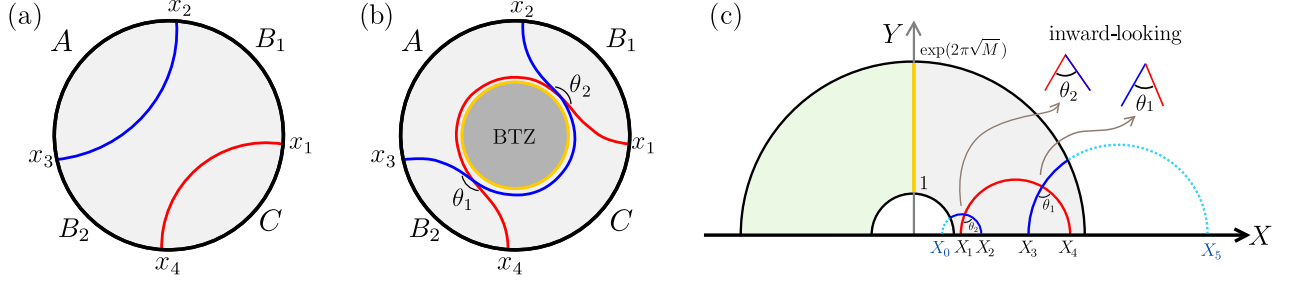 (a)
x₂
A
B₁
x₃
x₁
B₂
C
x₄
(b)
x₂
A
B₁
θ₂
BTZ
x₃
x₁
θ₁
B₂
C
x₄
(c)
Y
exp(2π√M)
inward-looking
θ₂
θ₁
1
θ₂
θ₁
X
X₀
X₁
X₂
X₃
X₄
X₅